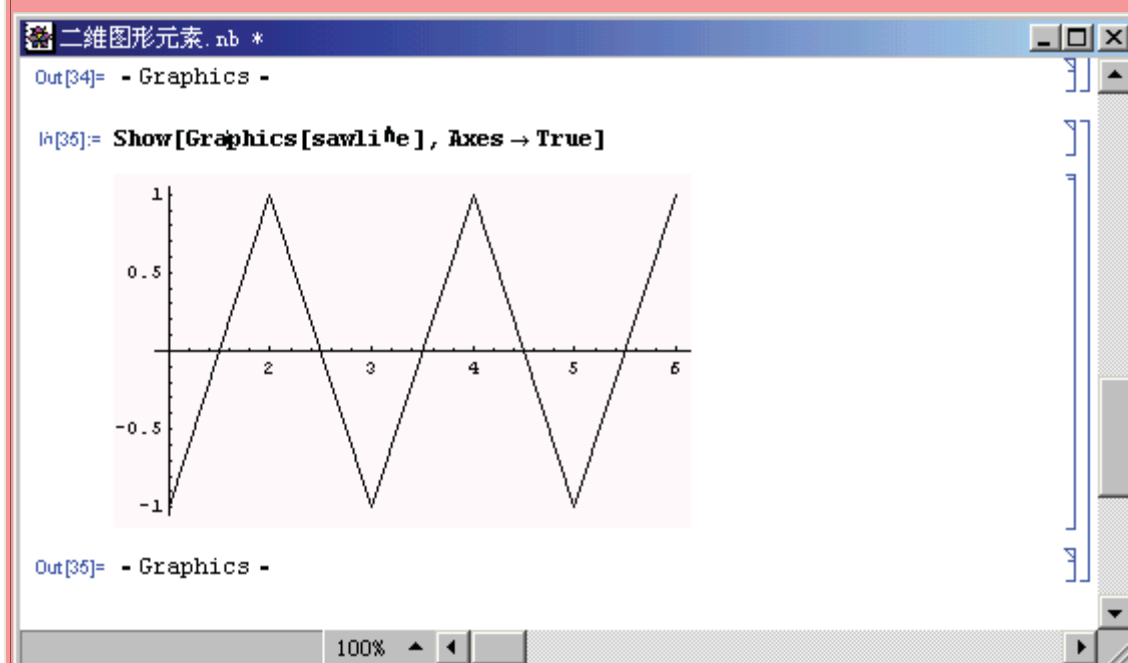 二维图形元素.nb *
Out[34]= - Graphics -
In[35]:= Show[Graphics[sawline], Axes → True]
1
0.5
2 3 4 5 6
-0.5
-1
Out[35]= - Graphics -
100%